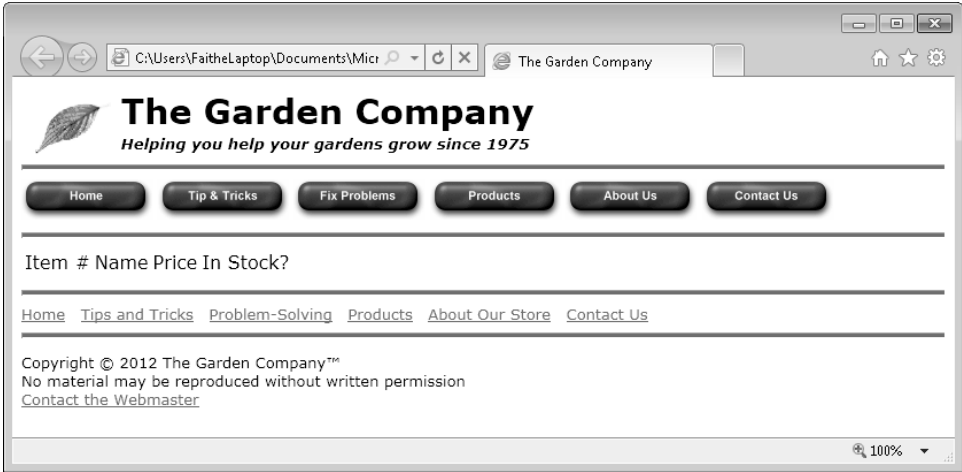 C:\Users\FaitheLaptop\Documents\Micr
The Garden Company
The Garden Company
Helping you help your gardens grow since 1975
Home Tip & Tricks Fix Problems Products About Us Contact Us
Item # Name Price In Stock?
Home Tips and Tricks Problem-Solving Products About Our Store Contact Us
Copyright © 2012 The Garden Company™
No material may be reproduced without written permission
Contact the Webmaster
100%